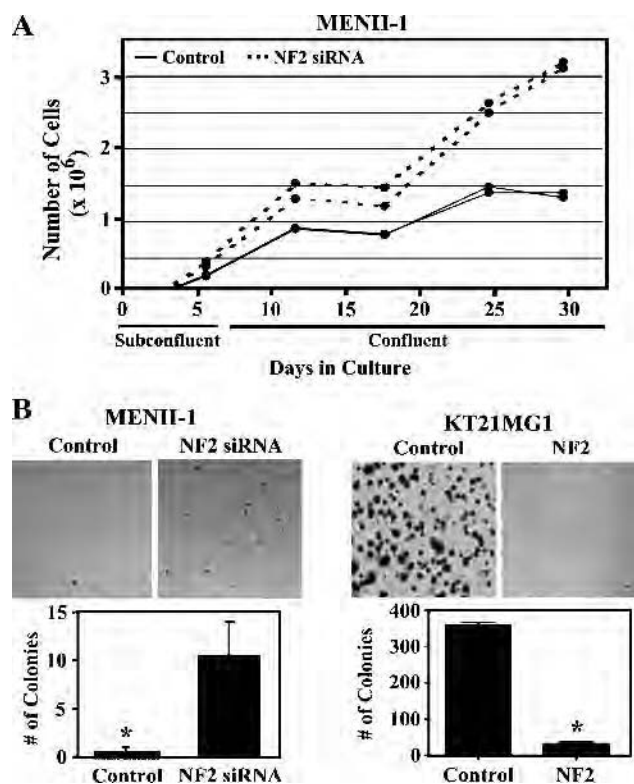 A
MENII-1
Control NF2 siRNA
Number of Cells
(x 10^6)
3
2
1
0
0 5 10 15 20 25 30
Subconfluent Confluent
Days in Culture
B
MENII-1
Control NF2 siRNA
# of Colonies
15
10
5
0
*
Control NF2 siRNA
KT21MG1
Control NF2
# of Colonies
400
300
200
100
0
*
Control NF2